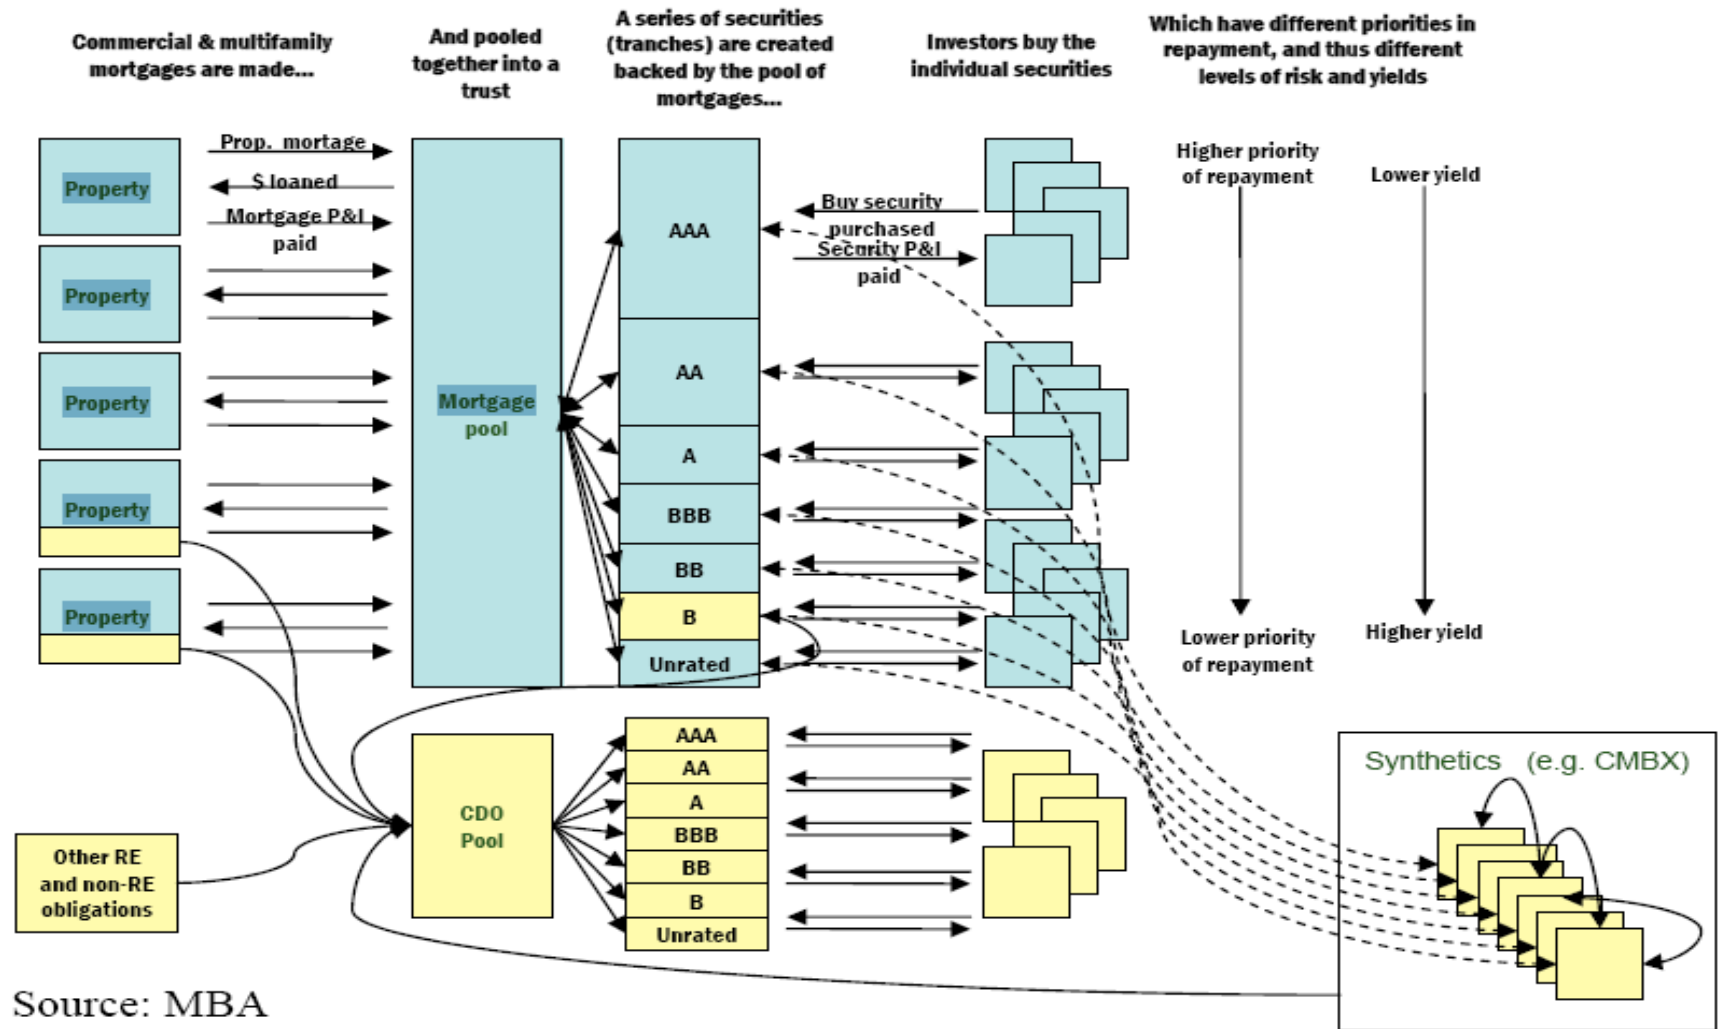 Commercial & multifamily
mortgages are made...
And pooled
together into a
trust
A series of securities
(tranches) are created
backed by the pool of
mortgages...
Investors buy the
individual securities
Which have different priorities in
repayment, and thus different
levels of risk and yields
Property
Property
Property
Property
Property
Prop. mortage
$ loaned
Mortgage P&I
paid
Mortgage
pool
AAA
AA
A
BBB
BB
B
Unrated
Buy security
purchased
Security P&I
paid
Higher priority
of repayment
Lower yield
Lower priority
of repayment
Higher yield
Other RE
and non-RE
obligations
CDO
Pool
AAA
AA
A
BBB
BB
B
Unrated
Synthetics (e.g. CMBX)
Source: MBA